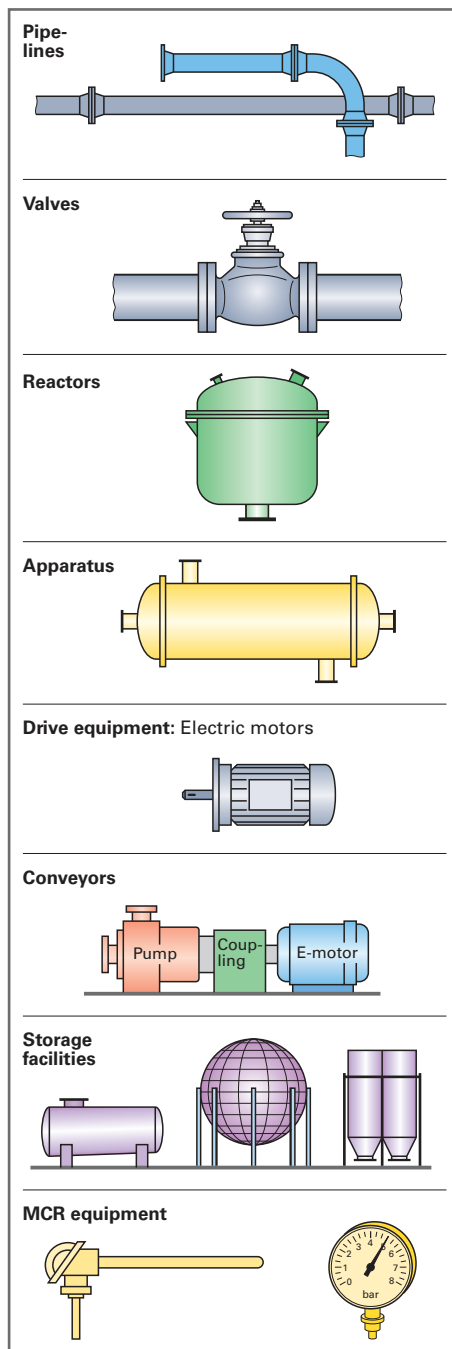 Pipe-
lines
Valves
Reactors
Apparatus
Drive equipment: Electric motors
Conveyors
Pump
Coup-
ling
E-motor
Storage
facilities
MCR equipment
0
1
2
3
4
5
6
7
8
bar